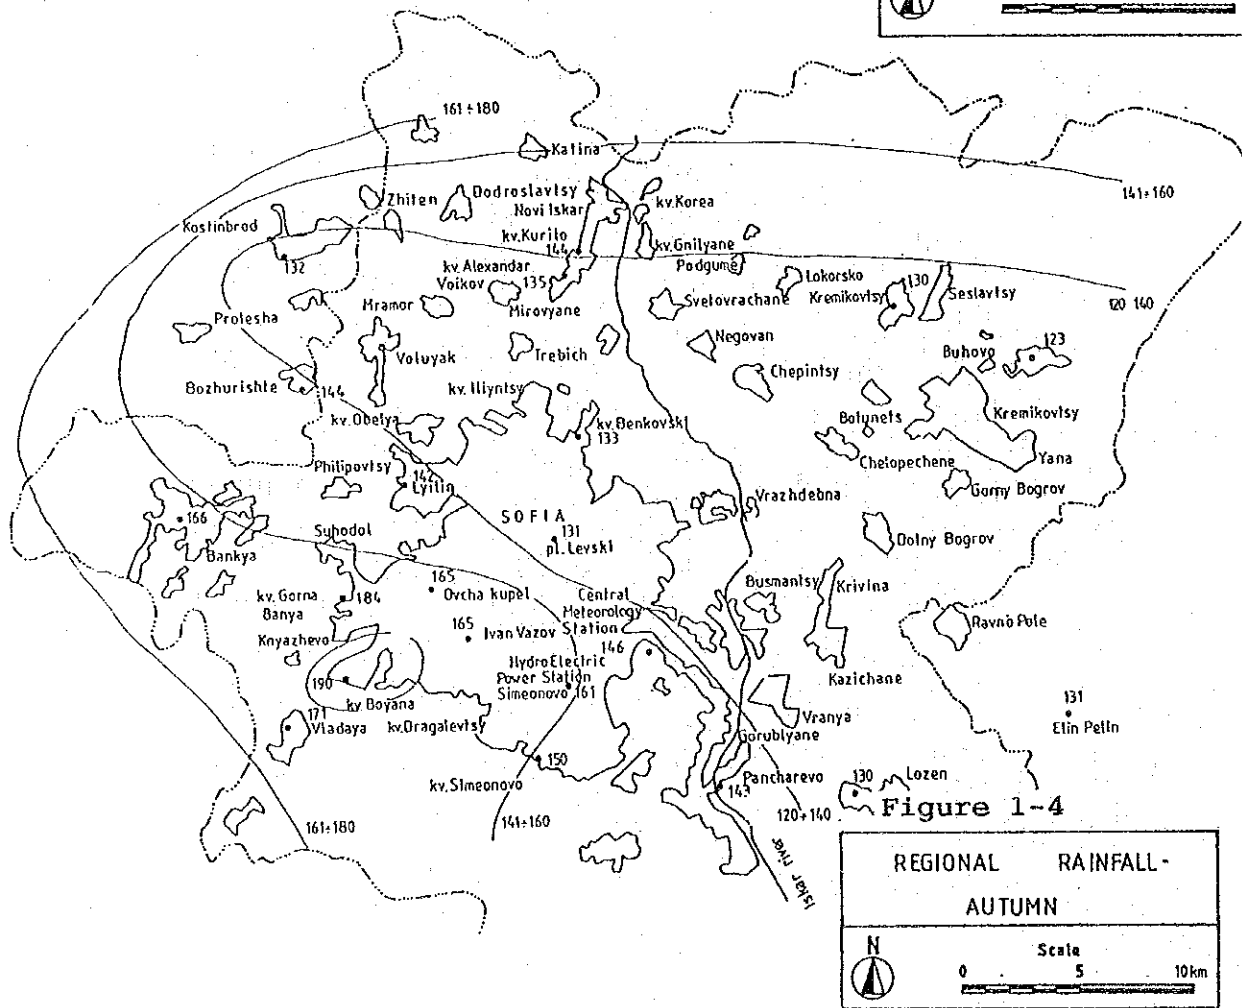 161÷180
Katina
141÷160
Zhiten
Dodroslavtsy
Novi Iskar
kv.Korea
Kostinbrod
kv.Kurilo
144
kv.Gnilyane
Podgume
132
kv. Alexandar
Voikov
135
Mirovyane
Lokorsko
Kremikovtsy
130
Seslavtsy
120 140
Mramor
Svetovrachane
Prolesha
Voluyak
Trebich
Negovan
Buhovo
123
Bozhurishte
144
kv. Iliyntsy
Chepintsy
kv.Obelya
kv.Benkovski
133
Botunets
Kremikovtsy
Chelopechene
Yana
Philipovtsy
142
Lyilin
Gorny Bogrov
166
Bankya
Suhodol
SOFIA
131
pl.Levski
Vrazhdebna
Dolny Bogrov
kv. Gorna
Banya
184
165
Ovcha kupel
Central
Meteorology
Station
Busmantsy
Krivina
Knyazhevo
165
Ivan Vazov
146
Ravno Pole
HydroElectric
Power Station
Simeonovo 161
Kazichane
190
kv.Boyana
171
Vladaya
kv.Dragalevtsy
Vranya
131
Elin Pelin
Gorublyane
150
kv.Simeonovo
Pancharevo
143
130
Lozen
161÷180
141÷160
120÷140
Iskar river
Figure 1-4
REGIONAL RAINFALL-
AUTUMN
N
Scale
0 5 10km